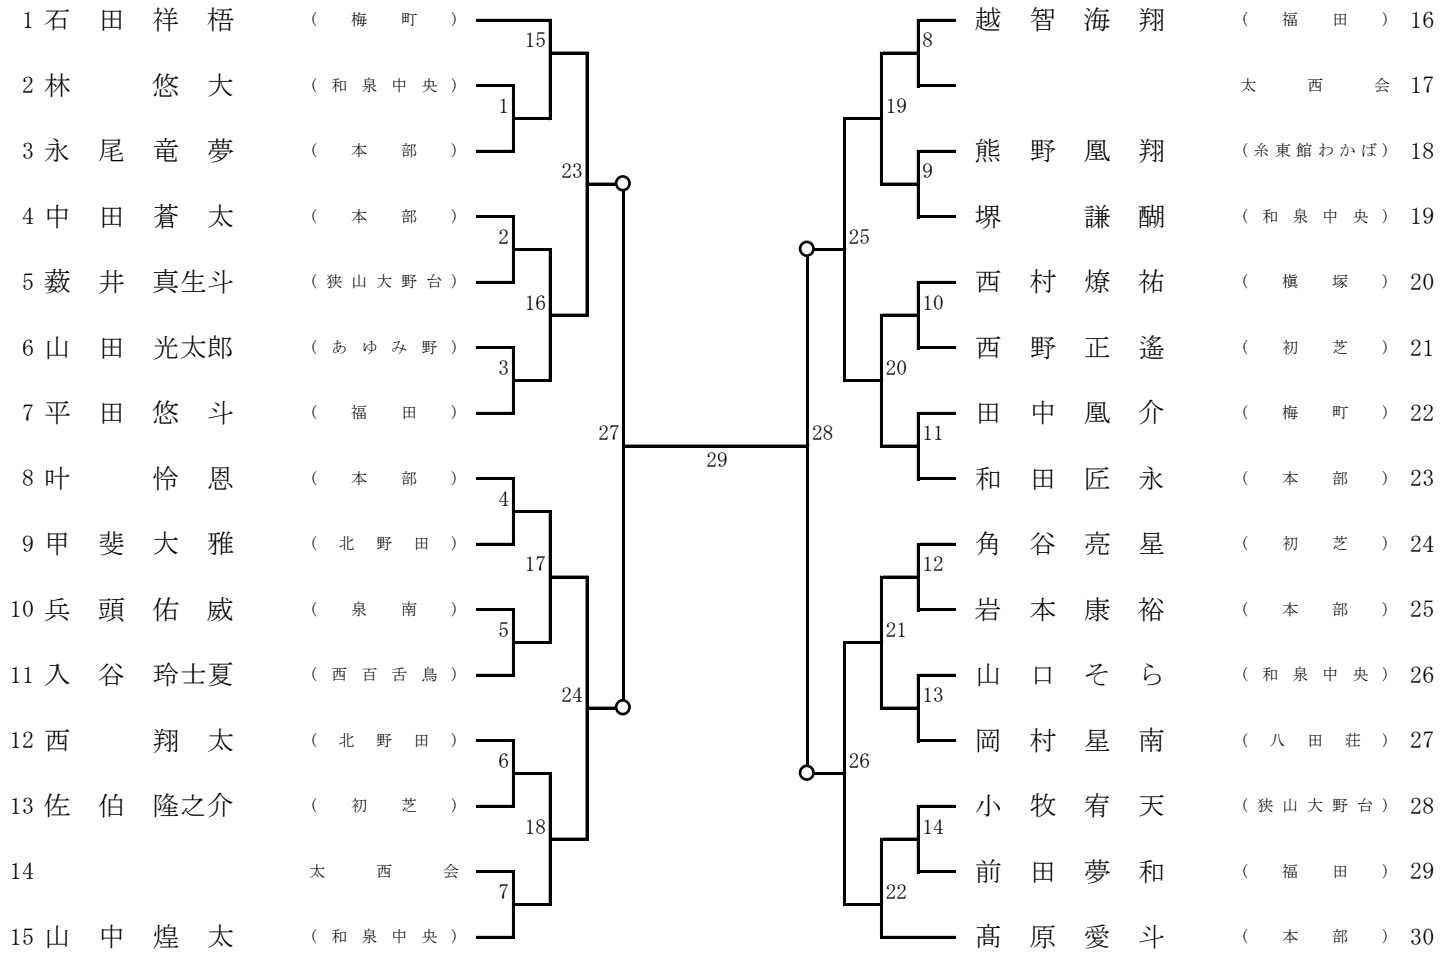 1 石田祥梧 (梅町)
2 林 悠大 (和泉中央)
3 永尾竜夢 (本部)
4 中田蒼太 (本部)
5 薮井真生斗 (狭山大野台)
6 山田光太郎 (あゆみ野)
7 平田悠斗 (福田)
8 叶 怜恩 (本部)
9 甲斐大雅 (北野田)
10 兵頭佑威 (泉南)
11 入谷玲士夏 (西百舌鳥)
12 西 翔太 (北野田)
13 佐伯隆之介 (初芝)
14 太西会
15 山中煌太 (和泉中央)
15
1
23
2
16
3
27
4
17
5
24
6
18
7
29
28
8
19
9
25
10
20
11
12
21
13
26
14
22
越智海翔 (福田) 16
太西会 17
熊野凰翔 (糸東館わかば) 18
堺 謙醐 (和泉中央) 19
西村燎祐 (槇塚) 20
西野正遙 (初芝) 21
田中凰介 (梅町) 22
和田匠永 (本部) 23
角谷亮星 (初芝) 24
岩本康裕 (本部) 25
山口そら (和泉中央) 26
岡村星南 (八田荘) 27
小牧宥天 (狭山大野台) 28
前田夢和 (福田) 29
髙原愛斗 (本部) 30